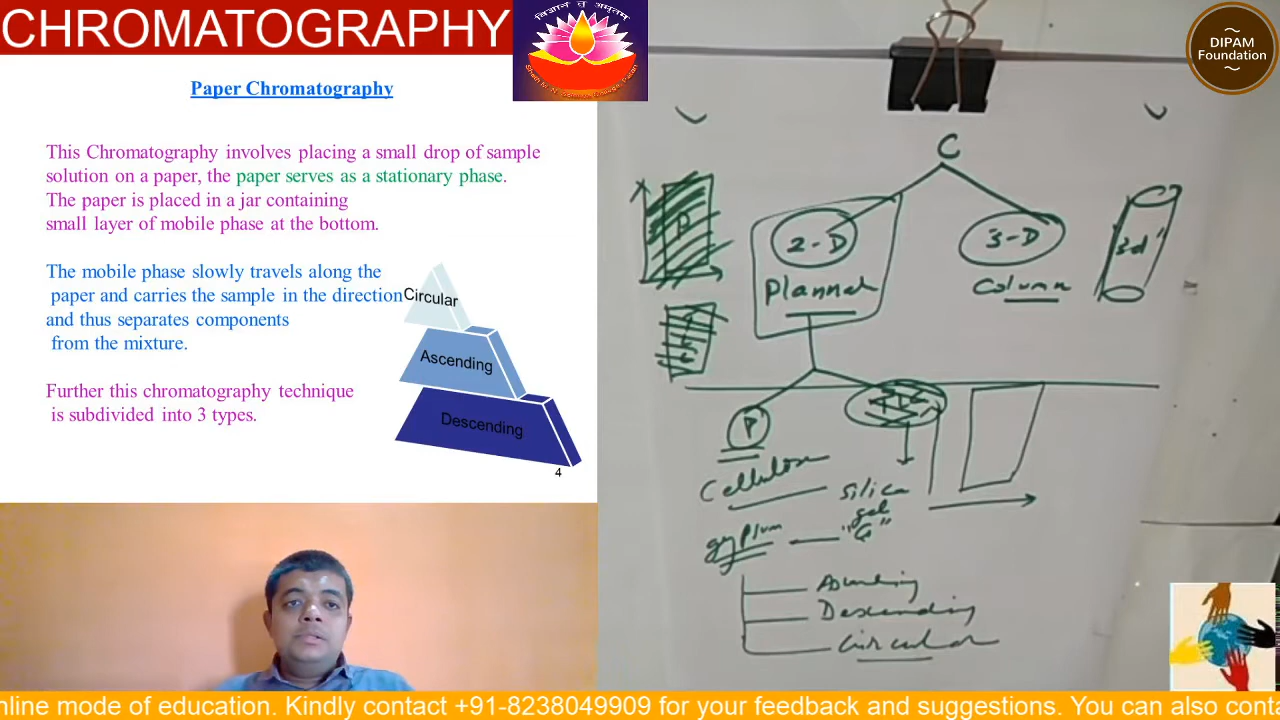 CHROMATOGRAPHY
विज्ञानं तु अमृतम्
DIPAM
Foundation
Paper Chromatography
This Chromatography involves placing a small drop of sample
solution on a paper, the paper serves as a stationary phase.
The paper is placed in a jar containing
small layer of mobile phase at the bottom.
The mobile phase slowly travels along the
paper and carries the sample in the direction
and thus separates components
from the mixture.
Further this chromatography technique
is subdivided into 3 types.
Circular
Ascending
Descending
4
C
2-D
3-D
3d
Plannar
Column
P
Cellulose
Silica
gel
gypsum
"G"
Ascending
Descending
Circular
nline mode of education. Kindly contact +91-8238049909 for your feedback and suggestions. You can also conta